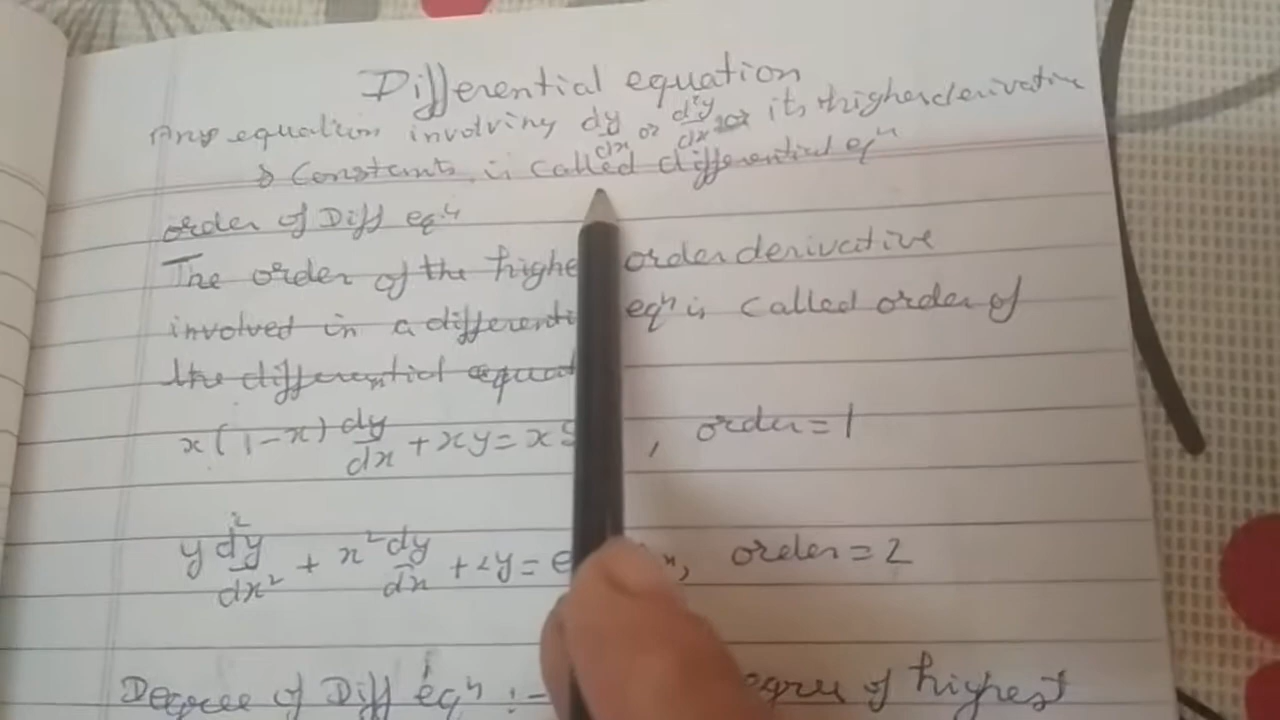 Differential equation
Any equation involving dy/dx or d²y/dx² or its higher derivative
& Constants is called differential eqⁿ
order of Diff eqⁿ
The order of the highe order derivative
involved in a differenti eqⁿ is called order of
the differential equat
x(1-x) dy/dx + xy = x , order = 1
y d²y/dx² + x² dy/dx + 2y = e , order = 2
Degree of Diff eqⁿ :- egree of highest